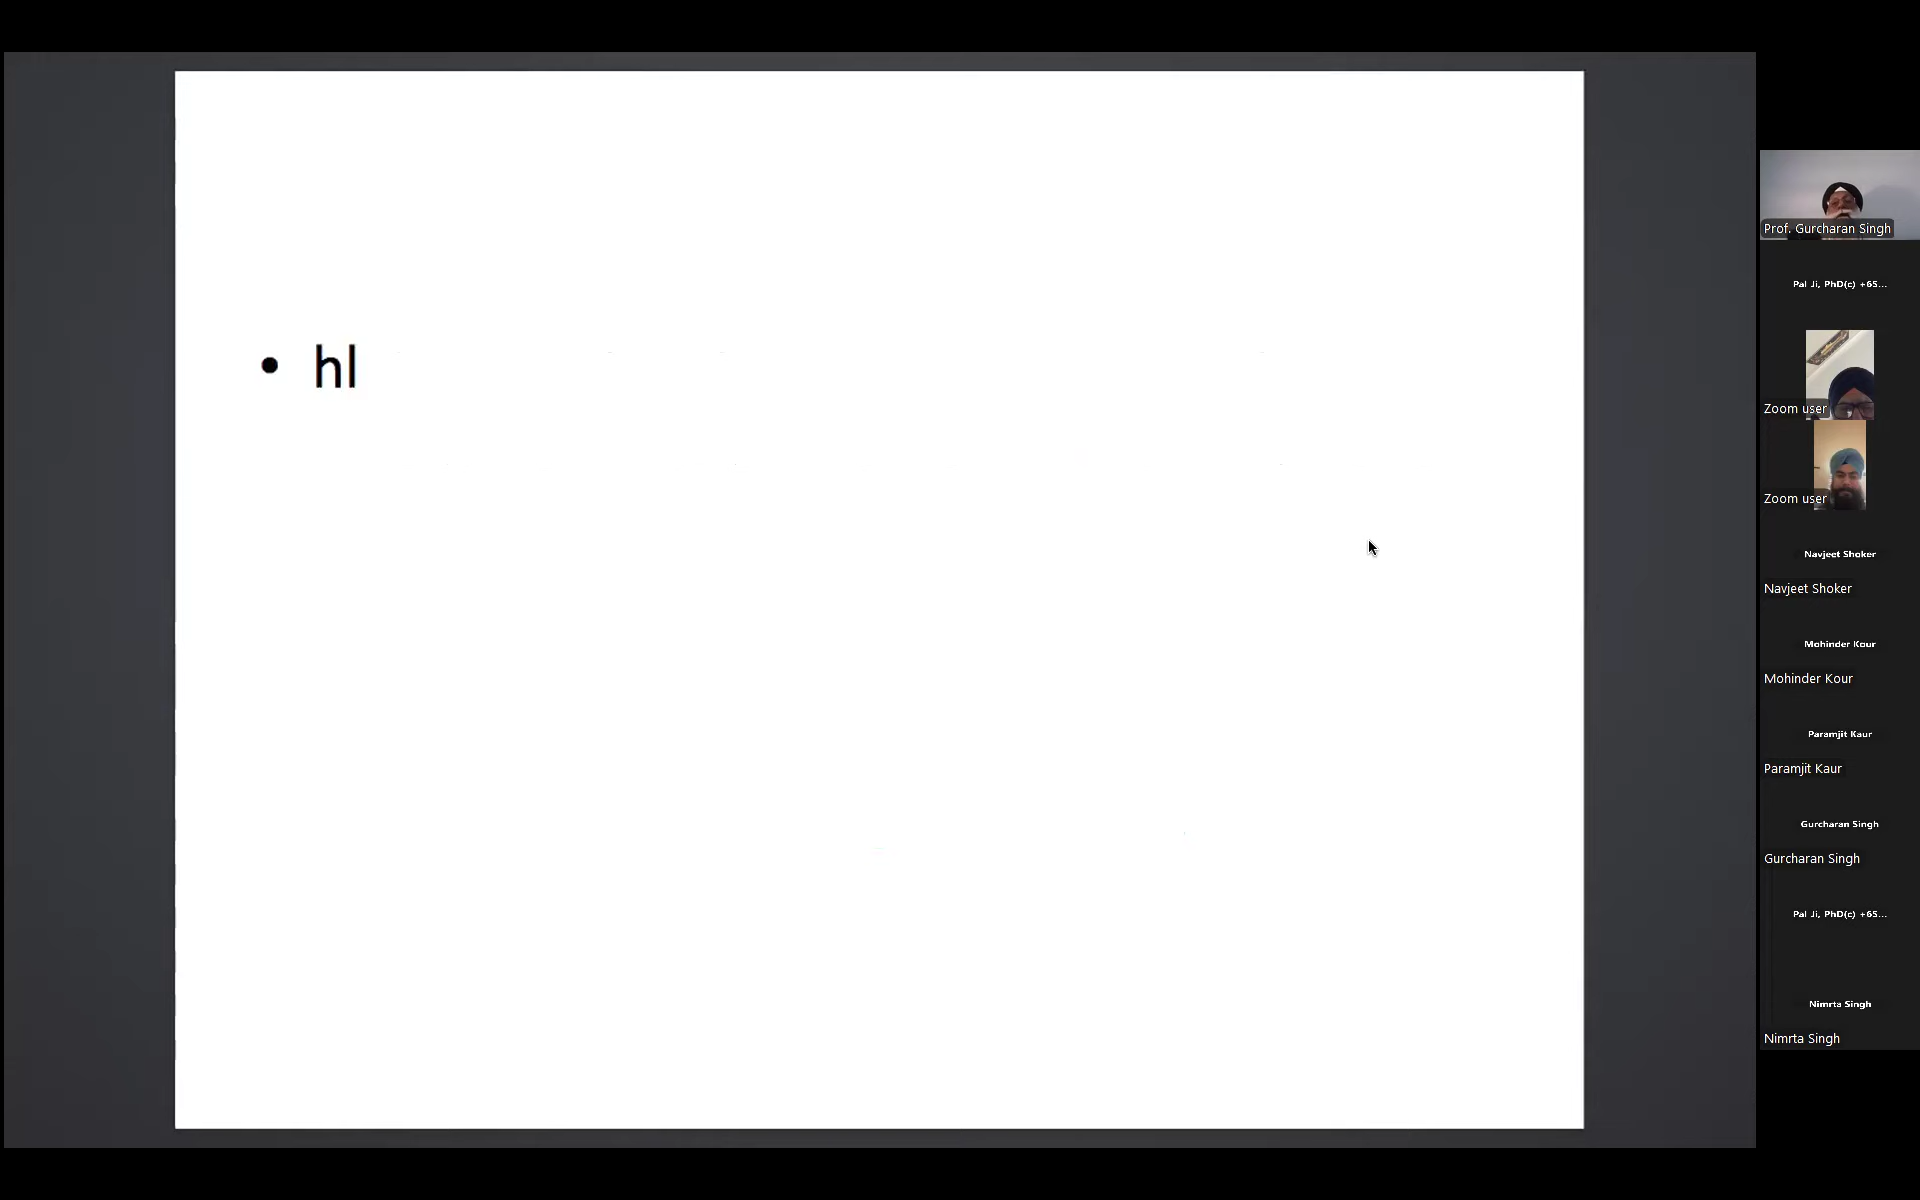 • hl
Prof. Gurcharan Singh
Pal Ji, PhD(c) +65...
Zoom user
Zoom user
Navjeet Shoker
Navjeet Shoker
Mohinder Kour
Mohinder Kour
Paramjit Kaur
Paramjit Kaur
Gurcharan Singh
Gurcharan Singh
Pal Ji, PhD(c) +65...
Nimrta Singh
Nimrta Singh